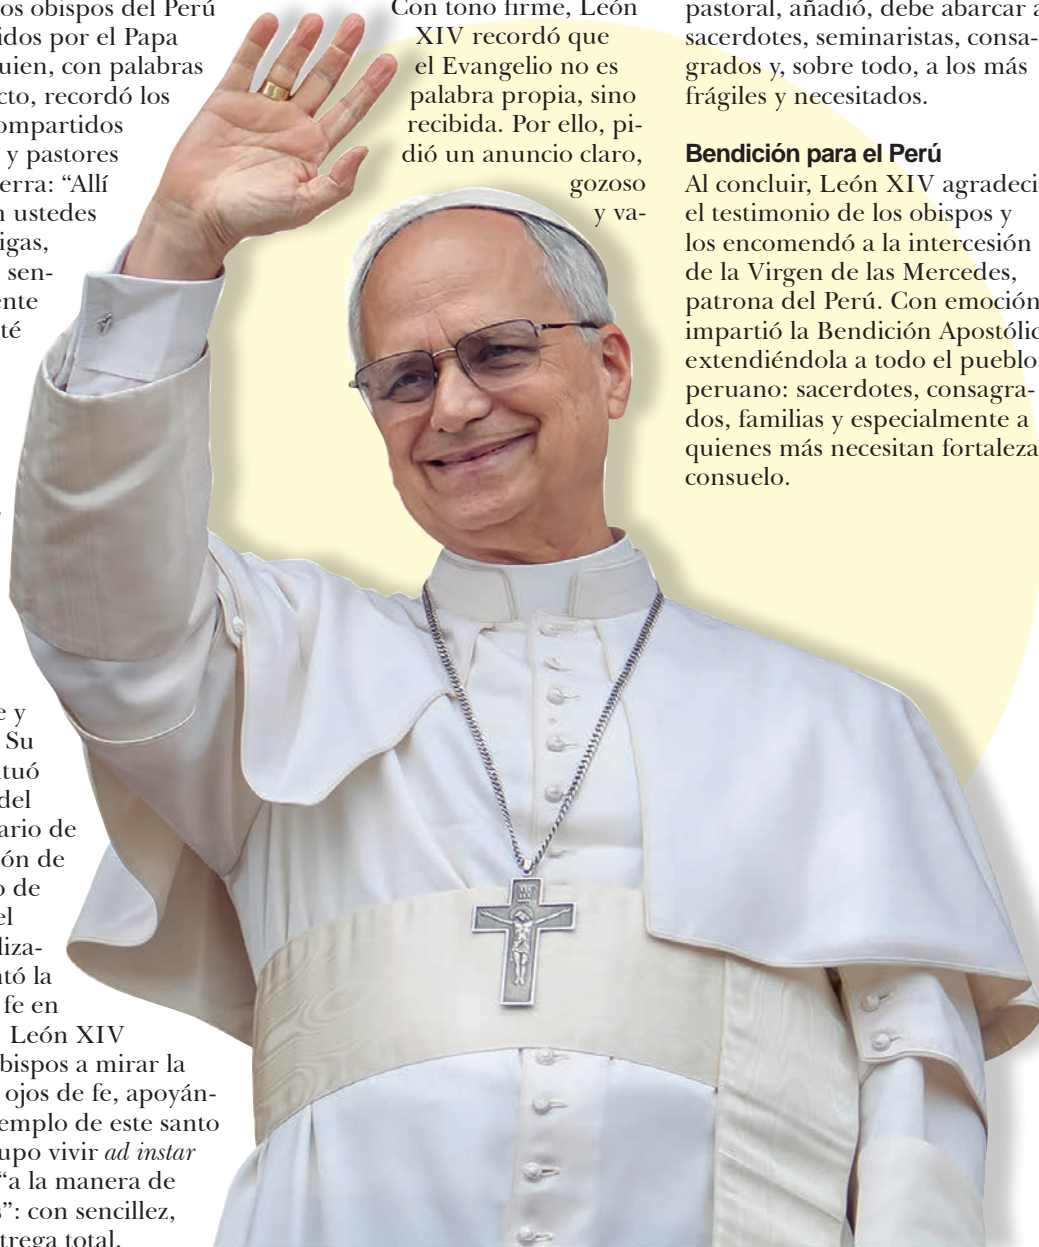 os obispos del Perú
idos por el Papa
uien, con palabras
cto, recordó los
ompartidos
y pastores
erra: “Allí
n ustedes
igas,
sen-
ente
té
e y
Su
tuó
del
ario de
ón de
o de
el
liza-
ntó la
fe en
León XIV
bispos a mirar la
ojos de fe, apoyán-
emplo de este santo
upo vivir ad instar
“a la manera de
s”: con sencillez,
trega total.
Con tono firme, León
XIV recordó que
el Evangelio no es
palabra propia, sino
recibida. Por ello, pi-
dió un anuncio claro,
gozoso
y va-
pastoral, añadió, debe abarcar a
sacerdotes, seminaristas, consa-
grados y, sobre todo, a los más
frágiles y necesitados.
Bendición para el Perú
Al concluir, León XIV agradeci
el testimonio de los obispos y
los encomendó a la intercesión
de la Virgen de las Mercedes,
patrona del Perú. Con emoción
impartió la Bendición Apostólic
extendiéndola a todo el pueblo
peruano: sacerdotes, consagra-
dos, familias y especialmente a
quienes más necesitan fortaleza
consuelo.